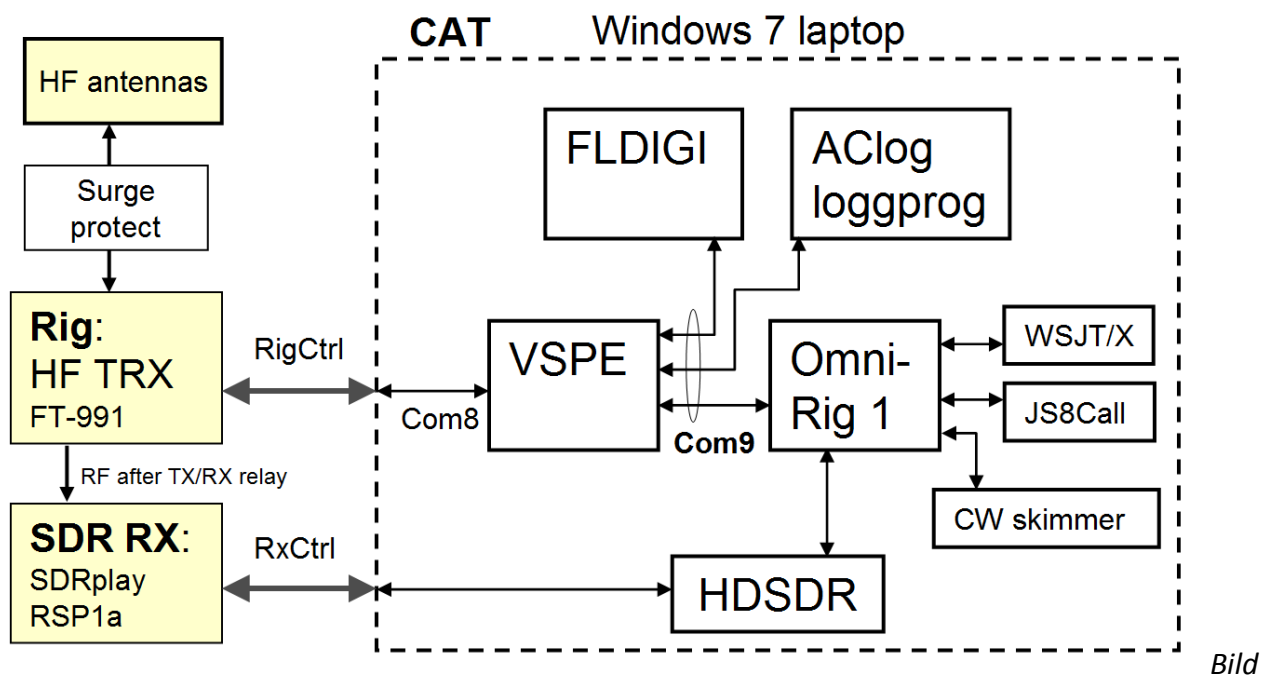 CAT
Windows 7 laptop
HF antennas
Surge
protect
Rig:
HF TRX
FT-991
RigCtrl
RF after TX/RX relay
SDR RX:
SDRplay
RSP1a
RxCtrl
FLDIGI
AClog
loggprog
VSPE
Com8
Com9
Omni-
Rig 1
WSJT/X
JS8Call
CW skimmer
HDSDR
Bild